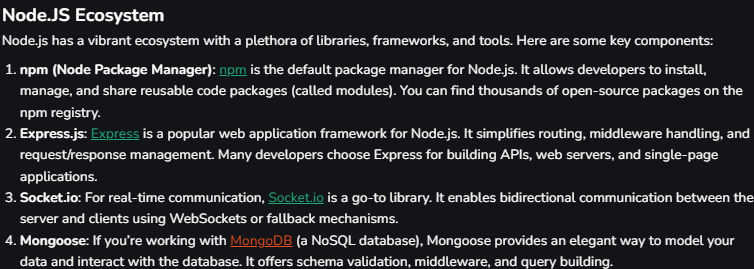 Node.JS Ecosystem
Node.js has a vibrant ecosystem with a plethora of libraries, frameworks, and tools. Here are some key components:
1. npm (Node Package Manager): npm is the default package manager for Node.js. It allows developers to install,
manage, and share reusable code packages (called modules). You can find thousands of open-source packages on the
npm registry.
2. Express.js: Express is a popular web application framework for Node.js. It simplifies routing, middleware handling, and
request/response management. Many developers choose Express for building APIs, web servers, and single-page
applications.
3. Socket.io: For real-time communication, Socket.io is a go-to library. It enables bidirectional communication between the
server and clients using WebSockets or fallback mechanisms.
4. Mongoose: If you’re working with MongoDB (a NoSQL database), Mongoose provides an elegant way to model your
data and interact with the database. It offers schema validation, middleware, and query building.